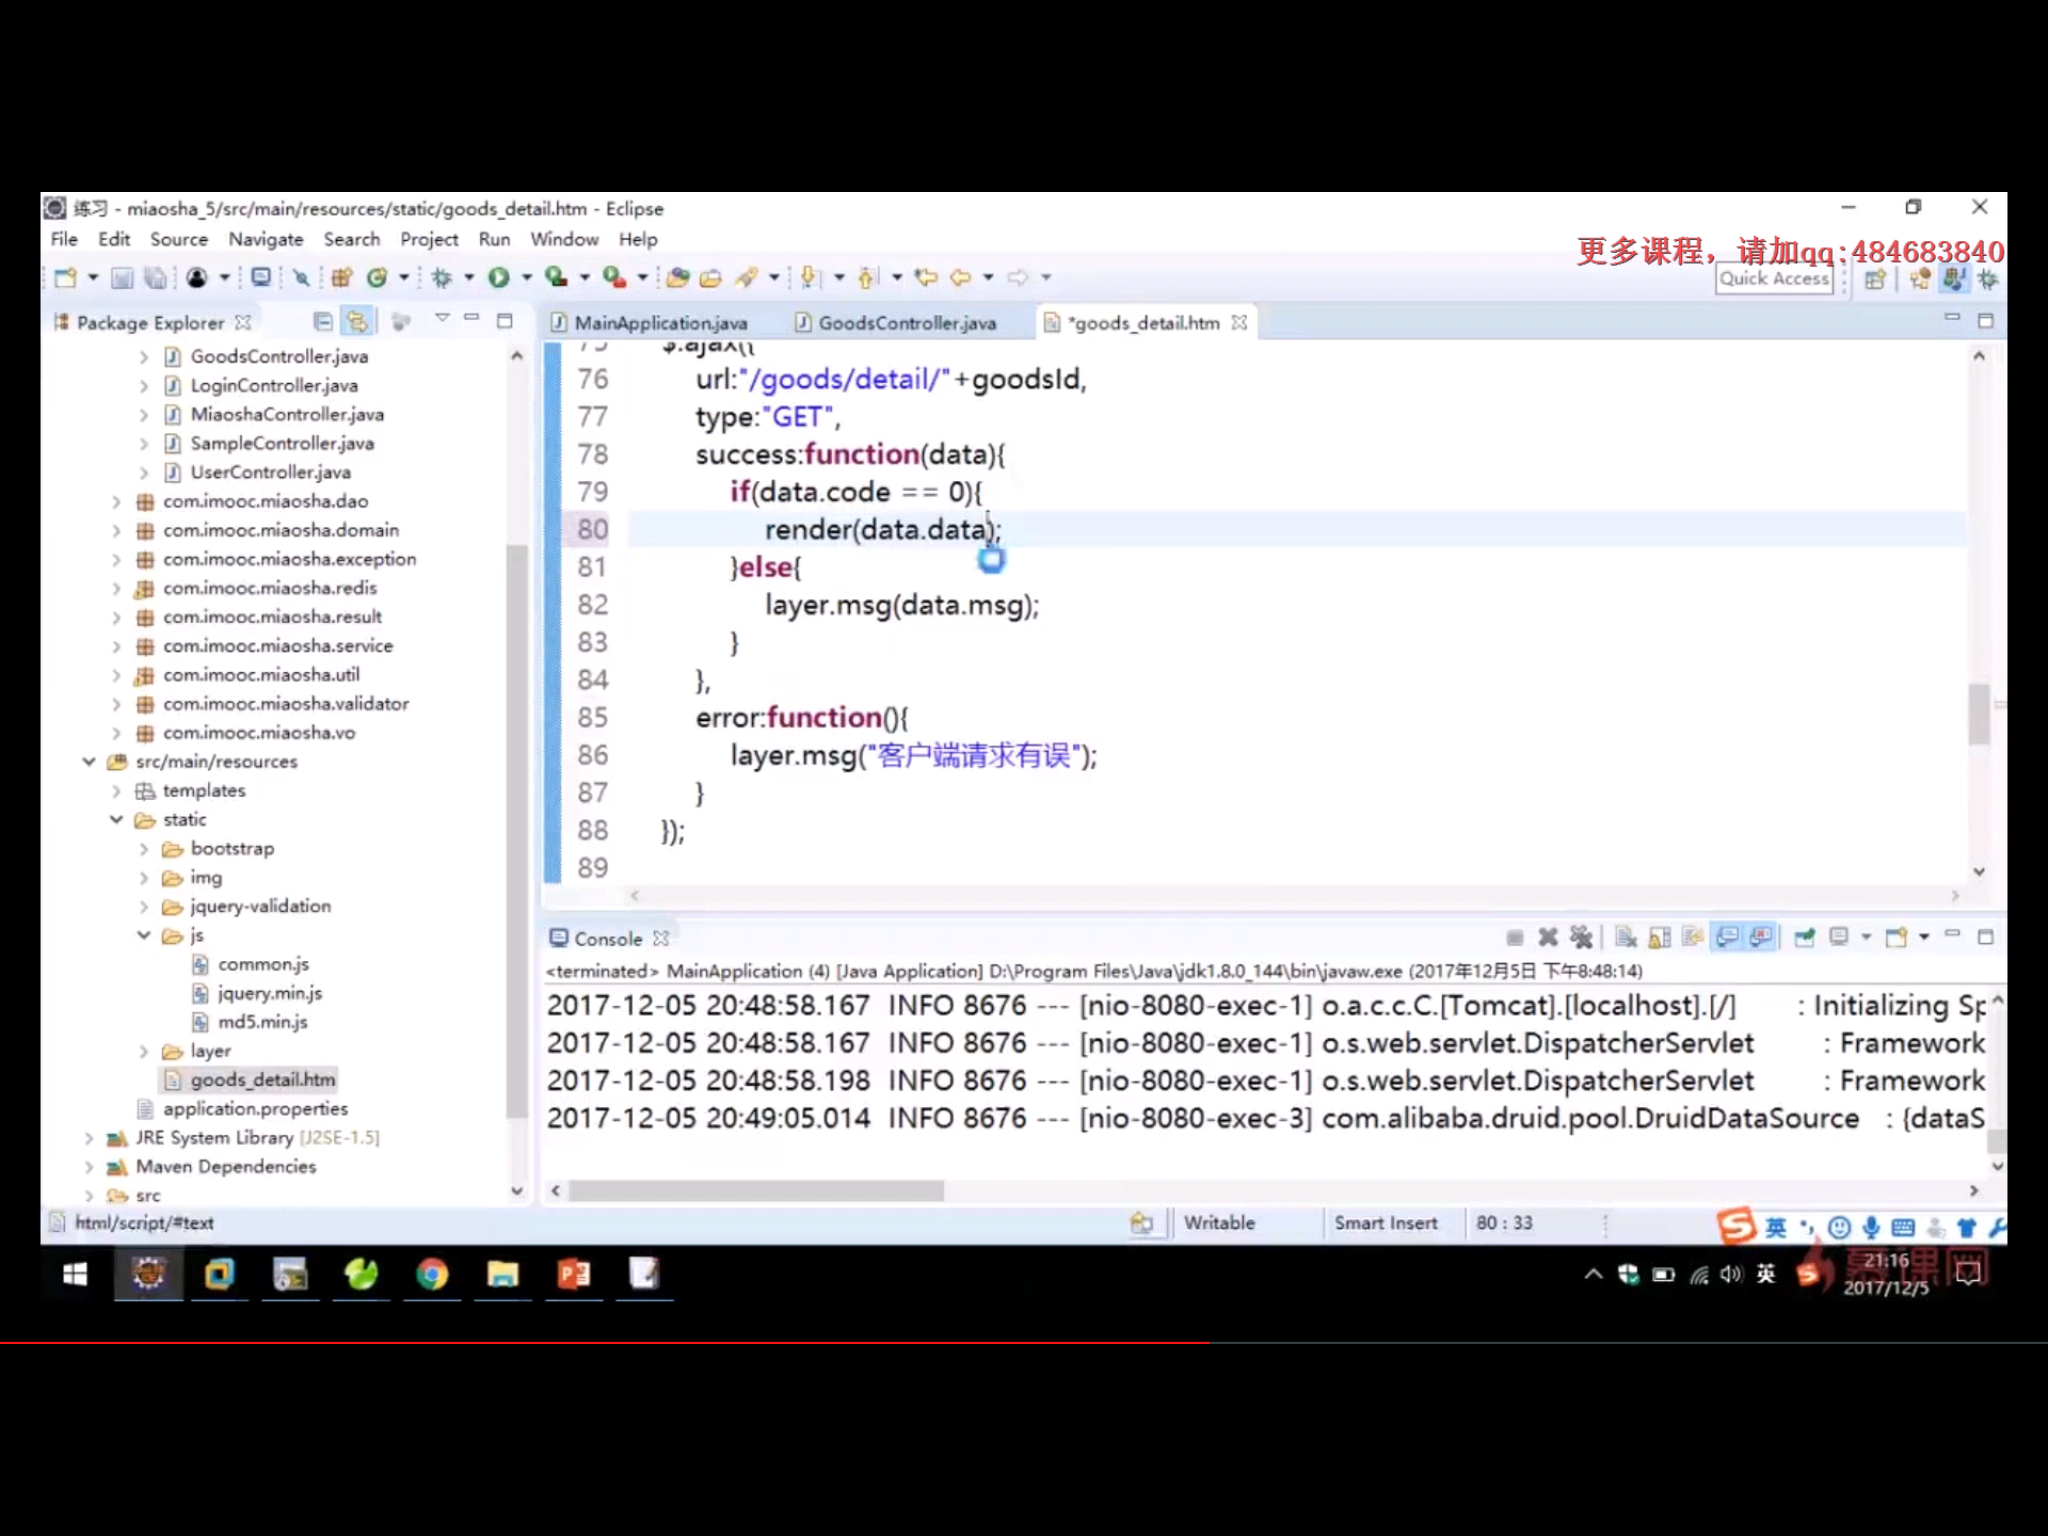 练习 - miaosha_5/src/main/resources/static/goods_detail.htm - Eclipse
File Edit Source Navigate Search Project Run Window Help
更多课程，请加qq:484683840
Quick Access
Package Explorer
MainApplication.java
GoodsController.java
*goods_detail.htm
GoodsController.java
LoginController.java
MiaoshaController.java
SampleController.java
UserController.java
com.imooc.miaosha.dao
com.imooc.miaosha.domain
com.imooc.miaosha.exception
com.imooc.miaosha.redis
com.imooc.miaosha.result
com.imooc.miaosha.service
com.imooc.miaosha.util
com.imooc.miaosha.validator
com.imooc.miaosha.vo
src/main/resources
templates
static
bootstrap
img
jquery-validation
js
common.js
jquery.min.js
md5.min.js
layer
goods_detail.htm
application.properties
JRE System Library [J2SE-1.5]
Maven Dependencies
src
75 $.ajax({
76 url:"/goods/detail/"+goodsId,
77 type:"GET",
78 success:function(data){
79 if(data.code == 0){
80 render(data.data);
81 }else{
82 layer.msg(data.msg);
83 }
84 },
85 error:function(){
86 layer.msg("客户端请求有误");
87 }
88 });
89
Console
<terminated> MainApplication (4) [Java Application] D:\Program Files\Java\jdk1.8.0_144\bin\javaw.exe (2017年12月5日 下午8:48:14)
2017-12-05 20:48:58.167 INFO 8676 --- [nio-8080-exec-1] o.a.c.c.C.[Tomcat].[localhost].[/] : Initializing Sp
2017-12-05 20:48:58.167 INFO 8676 --- [nio-8080-exec-1] o.s.web.servlet.DispatcherServlet : Framework
2017-12-05 20:48:58.198 INFO 8676 --- [nio-8080-exec-1] o.s.web.servlet.DispatcherServlet : Framework
2017-12-05 20:49:05.014 INFO 8676 --- [nio-8080-exec-3] com.alibaba.druid.pool.DruidDataSource : {dataS
html/script/#text
Writable
Smart Insert
80 : 33
英
英
慕课网
21:16
2017/12/5